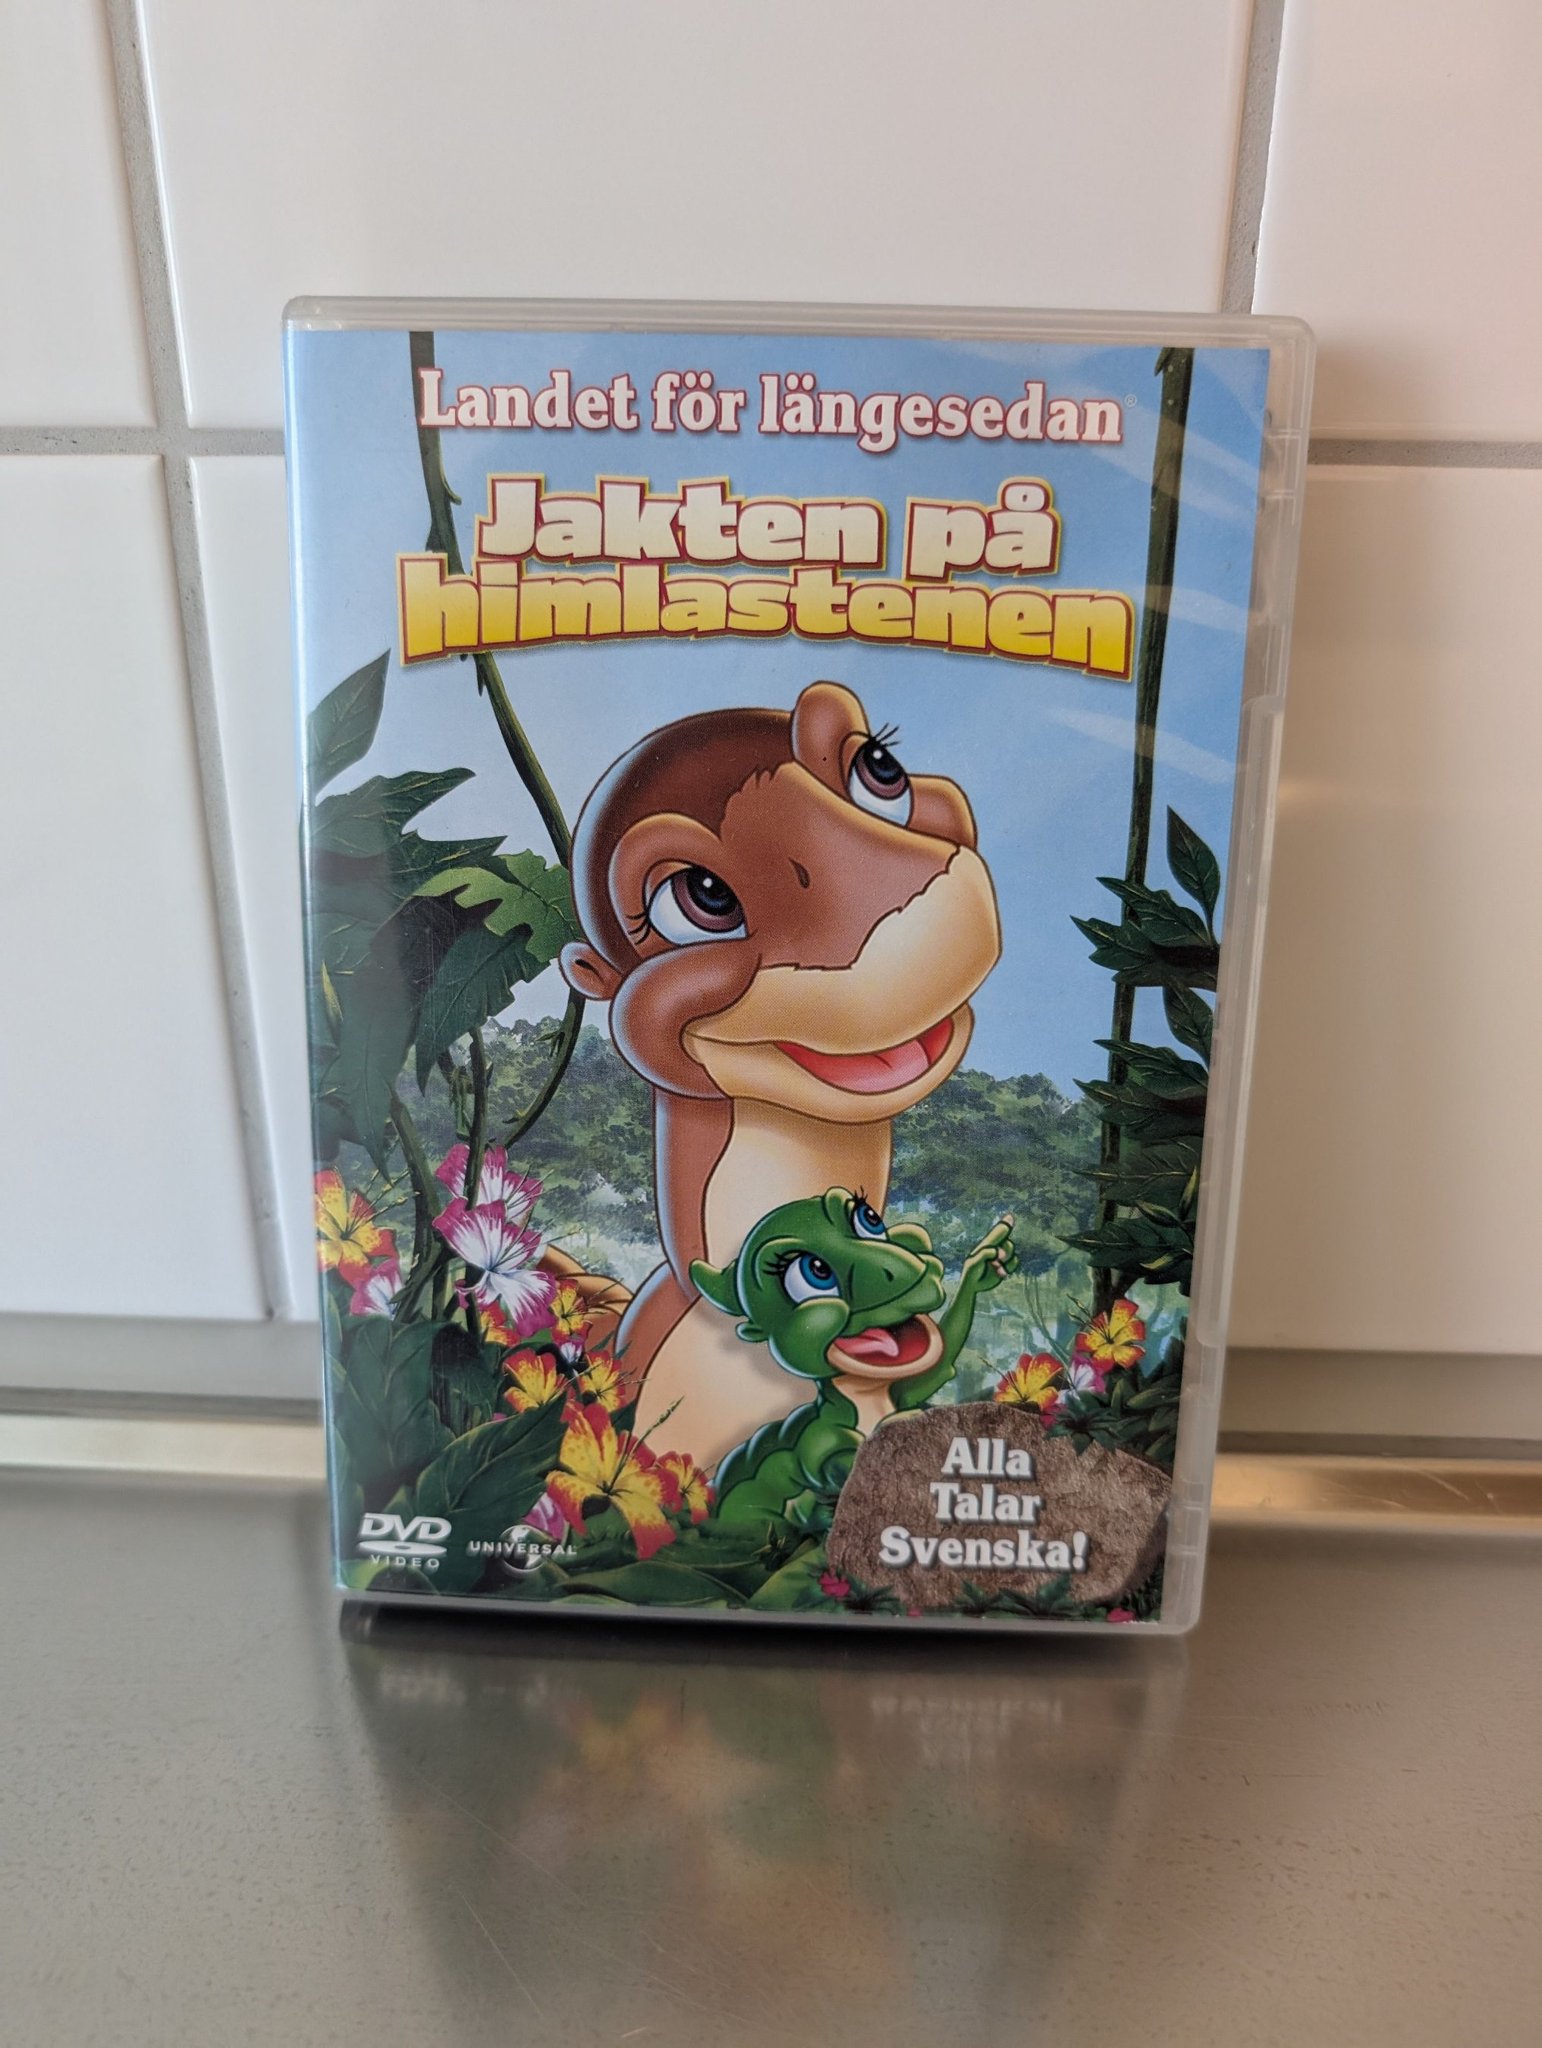 Landet för längesedan®
Jakten på
himlastenen
Alla
Talar
Svenska!
DVD
VIDEO
UNIVERSAL